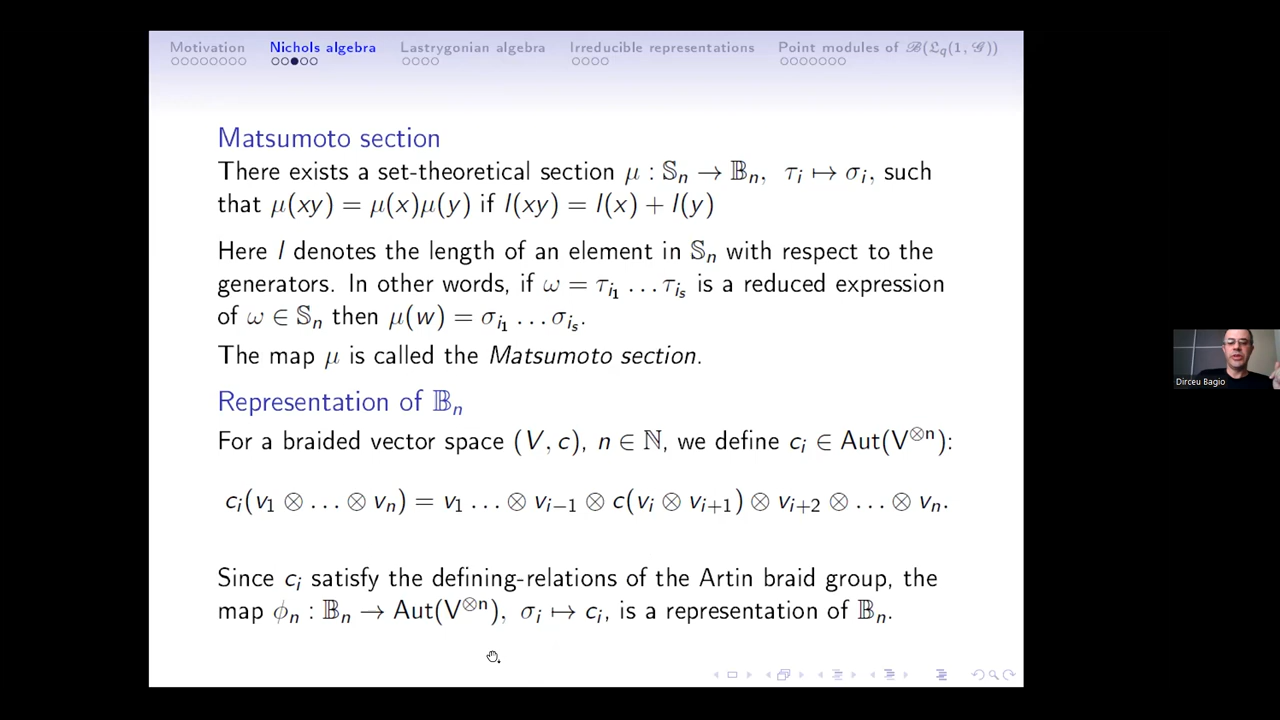 Motivation Nichols algebra Lastrygonian algebra Irreducible representations Point modules of ℬ(𝔏q(1, 𝒢))
Matsumoto section
There exists a set-theoretical section μ : 𝕊n → 𝔹n, τi ↦ σi, such
that μ(xy) = μ(x)μ(y) if l(xy) = l(x) + l(y)
Here l denotes the length of an element in 𝕊n with respect to the
generators. In other words, if ω = τi1 … τis is a reduced expression
of ω ∈ 𝕊n then μ(w) = σi1 … σis.
The map μ is called the Matsumoto section.
Representation of 𝔹n
For a braided vector space (V, c), n ∈ ℕ, we define ci ∈ Aut(V⊗n):
ci(v1 ⊗ … ⊗ vn) = v1 … ⊗ vi−1 ⊗ c(vi ⊗ vi+1) ⊗ vi+2 ⊗ … ⊗ vn.
Since ci satisfy the defining-relations of the Artin braid group, the
map ϕn : 𝔹n → Aut(V⊗n), σi ↦ ci, is a representation of 𝔹n.
Dirceu Bagio